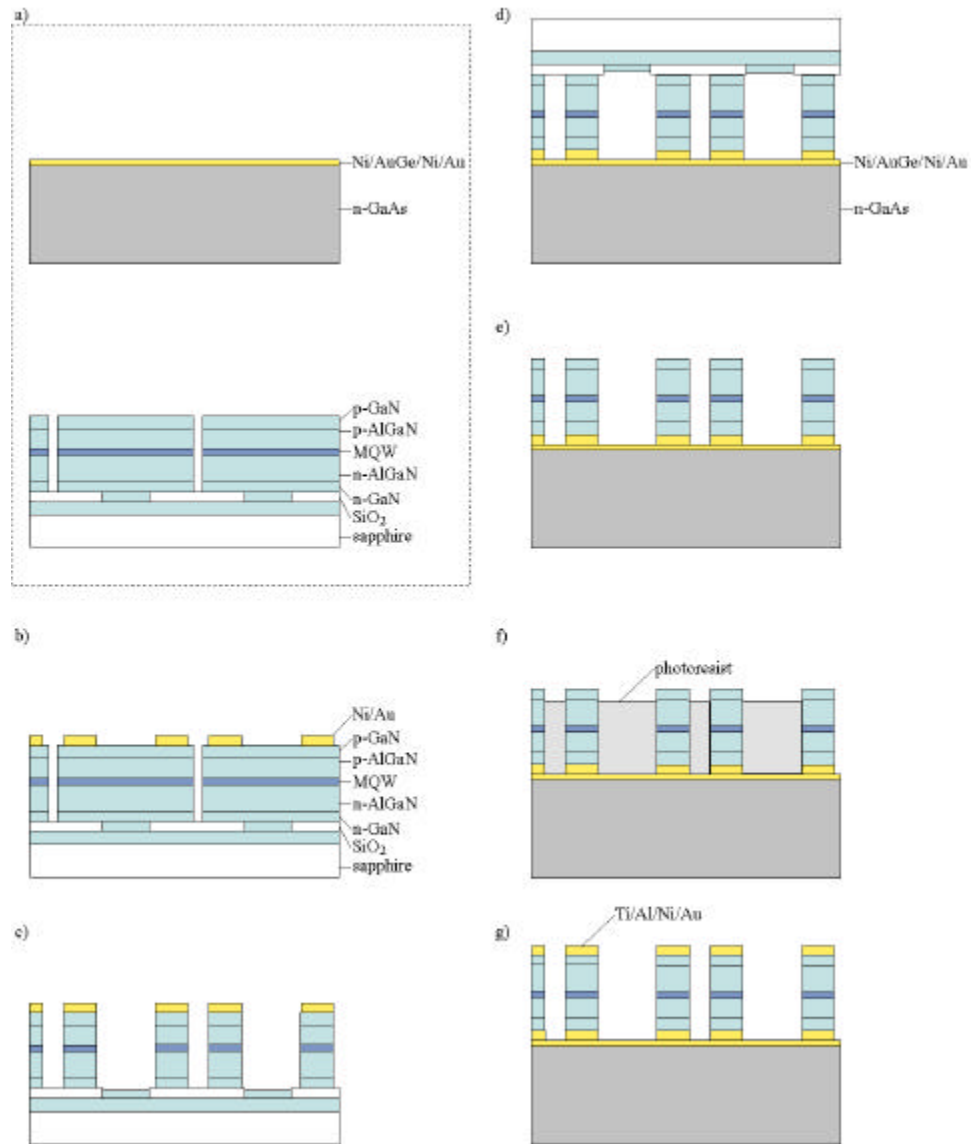 a)
Ni/AuGe/Ni/Au
n-GaAs
p-GaN
p-AlGaN
MQW
n-AlGaN
n-GaN
SiO2
sapphire
b)
Ni/Au
p-GaN
p-AlGaN
MQW
n-AlGaN
n-GaN
SiO2
sapphire
c)
d)
Ni/AuGe/Ni/Au
n-GaAs
e)
f)
photoresist
g)
Ti/Al/Ni/Au